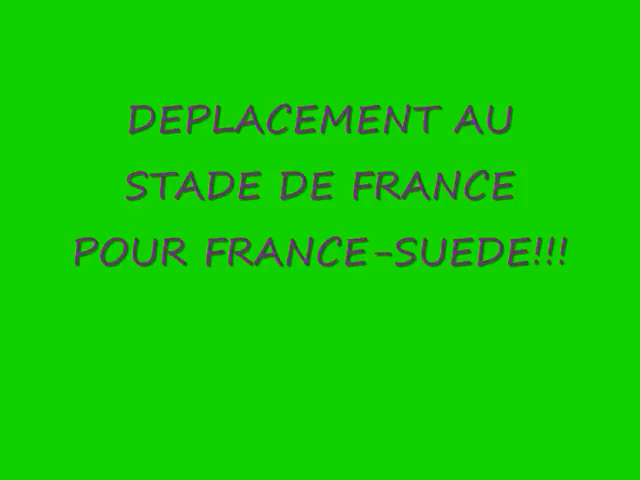 DEPLACEMENT AU
STADE DE FRANCE
POUR FRANCE-SUEDE!!!